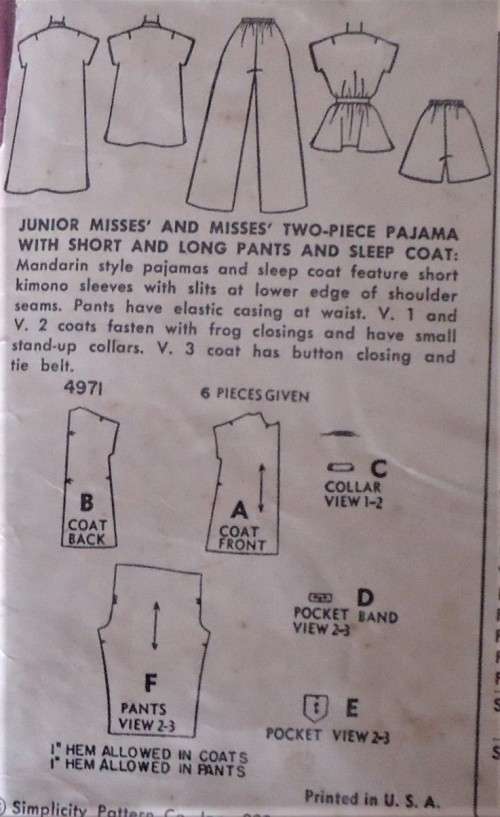 JUNIOR MISSES' AND MISSES' TWO-PIECE PAJAMA
WITH SHORT AND LONG PANTS AND SLEEP COAT:
Mandarin style pajamas and sleep coat feature short
kimono sleeves with slits at lower edge of shoulder
seams. Pants have elastic casing at waist. V. 1 and
V. 2 coats fasten with frog closings and have small
stand-up collars. V. 3 coat has button closing and
tie belt.
4971
6 PIECES GIVEN
B
COAT
BACK
A
COAT
FRONT
C
COLLAR
VIEW 1-2
D
POCKET BAND
VIEW 2-3
F
PANTS
VIEW 2-3
E
POCKET VIEW 2-3
1" HEM ALLOWED IN COATS
1" HEM ALLOWED IN PANTS
© Simplicity Pattern Co.
Printed in U. S. A.